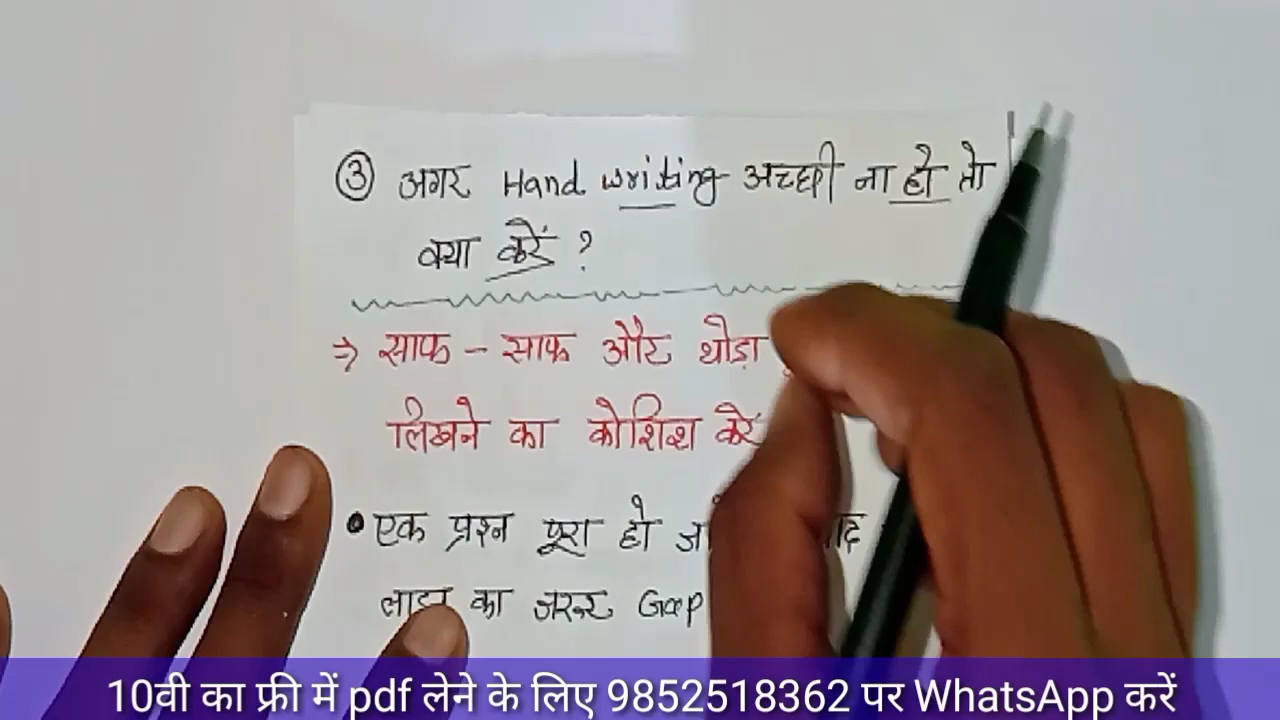 ③ अगर Hand writing अच्छी ना हो तो
क्या करें ?
⇒ साफ - साफ और थोड़ा
लिखने का कोशिश करें
• एक प्रश्न पूरा हो
लाइन का जरूर Gap
10वी का फ्री में pdf लेने के लिए 9852518362 पर WhatsApp करें